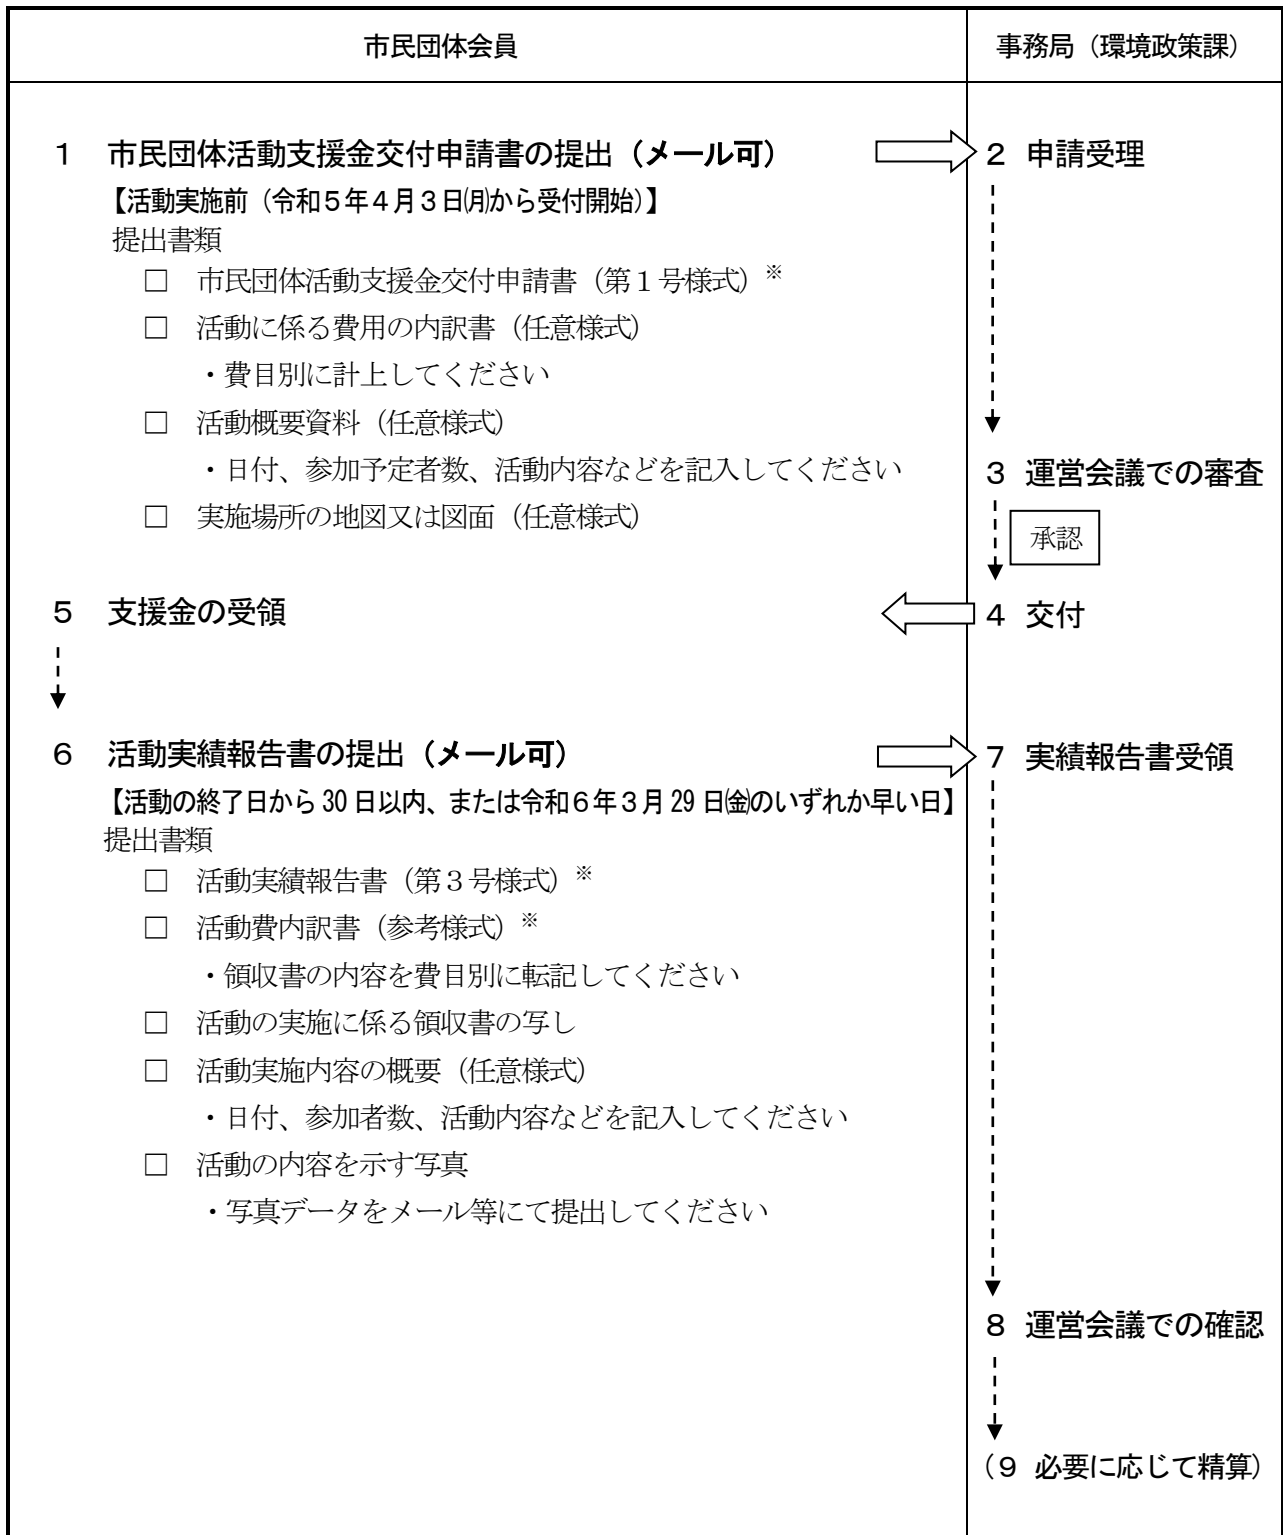 市民団体会員
事務局（環境政策課）
１　市民団体活動支援金交付申請書の提出（メール可）
２　申請受理
【活動実施前（令和５年４月３日㈪から受付開始）】
提出書類
□　市民団体活動支援金交付申請書（第１号様式）※
□　活動に係る費用の内訳書（任意様式）
・費目別に計上してください
□　活動概要資料（任意様式）
・日付、参加予定者数、活動内容などを記入してください
３　運営会議での審査
□　実施場所の地図又は図面（任意様式）
承認
５　支援金の受領
４　交付
６　活動実績報告書の提出（メール可）
７　実績報告書受領
【活動の終了日から 30 日以内、または令和６年３月 29 日㈮のいずれか早い日】
提出書類
□　活動実績報告書（第３号様式）※
□　活動費内訳書（参考様式）※
・領収書の内容を費目別に転記してください
□　活動の実施に係る領収書の写し
□　活動実施内容の概要（任意様式）
・日付、参加者数、活動内容などを記入してください
□　活動の内容を示す写真
・写真データをメール等にて提出してください
８　運営会議での確認
（９　必要に応じて精算）